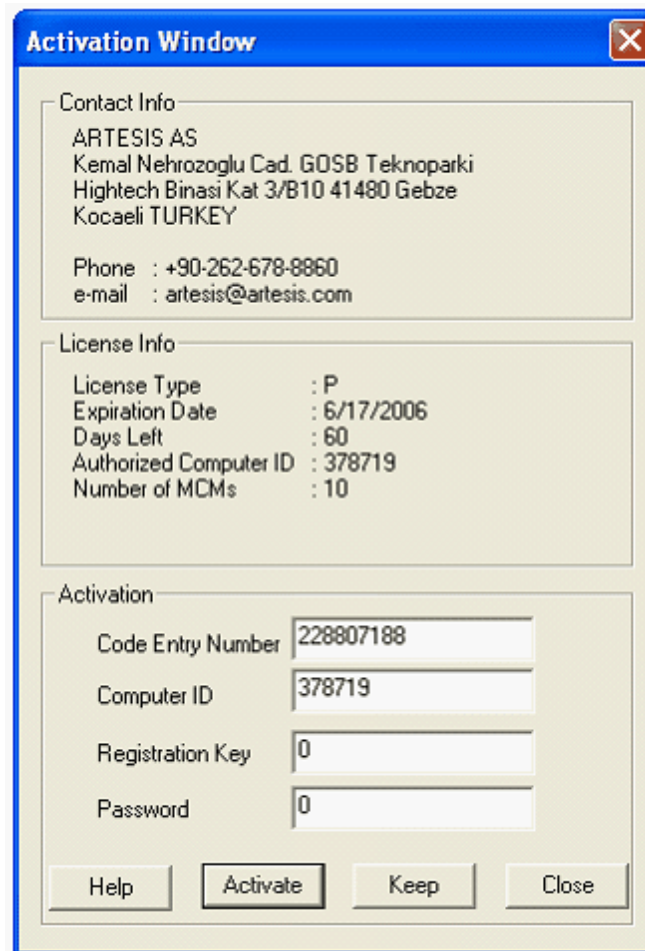 Activation Window
Contact Info
ARTESIS AS
Kemal Nehrozoglu Cad. GOSB Teknoparki
Hightech Binasi Kat 3/B10 41480 Gebze
Kocaeli TURKEY
Phone : +90-262-678-8860
e-mail : artesis@artesis.com
License Info
License Type : P
Expiration Date : 6/17/2006
Days Left : 60
Authorized Computer ID : 378719
Number of MCMs : 10
Activation
Code Entry Number 228807188
Computer ID 378719
Registration Key 0
Password 0
Help Activate Keep Close